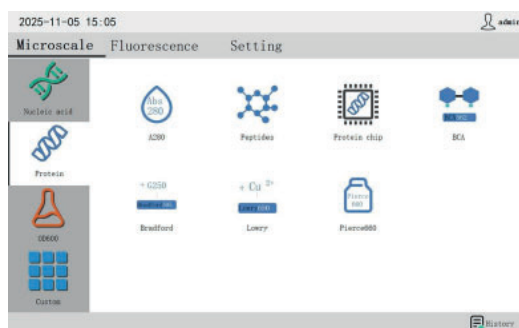 2025-11-05 15:05
admin
Microscale Fluorescence Setting
Nucleic acid
Protein
OD600
Custom
Abs
280
A280
Peptides
Protein chip
BCA
+ G250
Bradford
+ Cu 2+
Lowry
Pierce
660
Pierce660
History